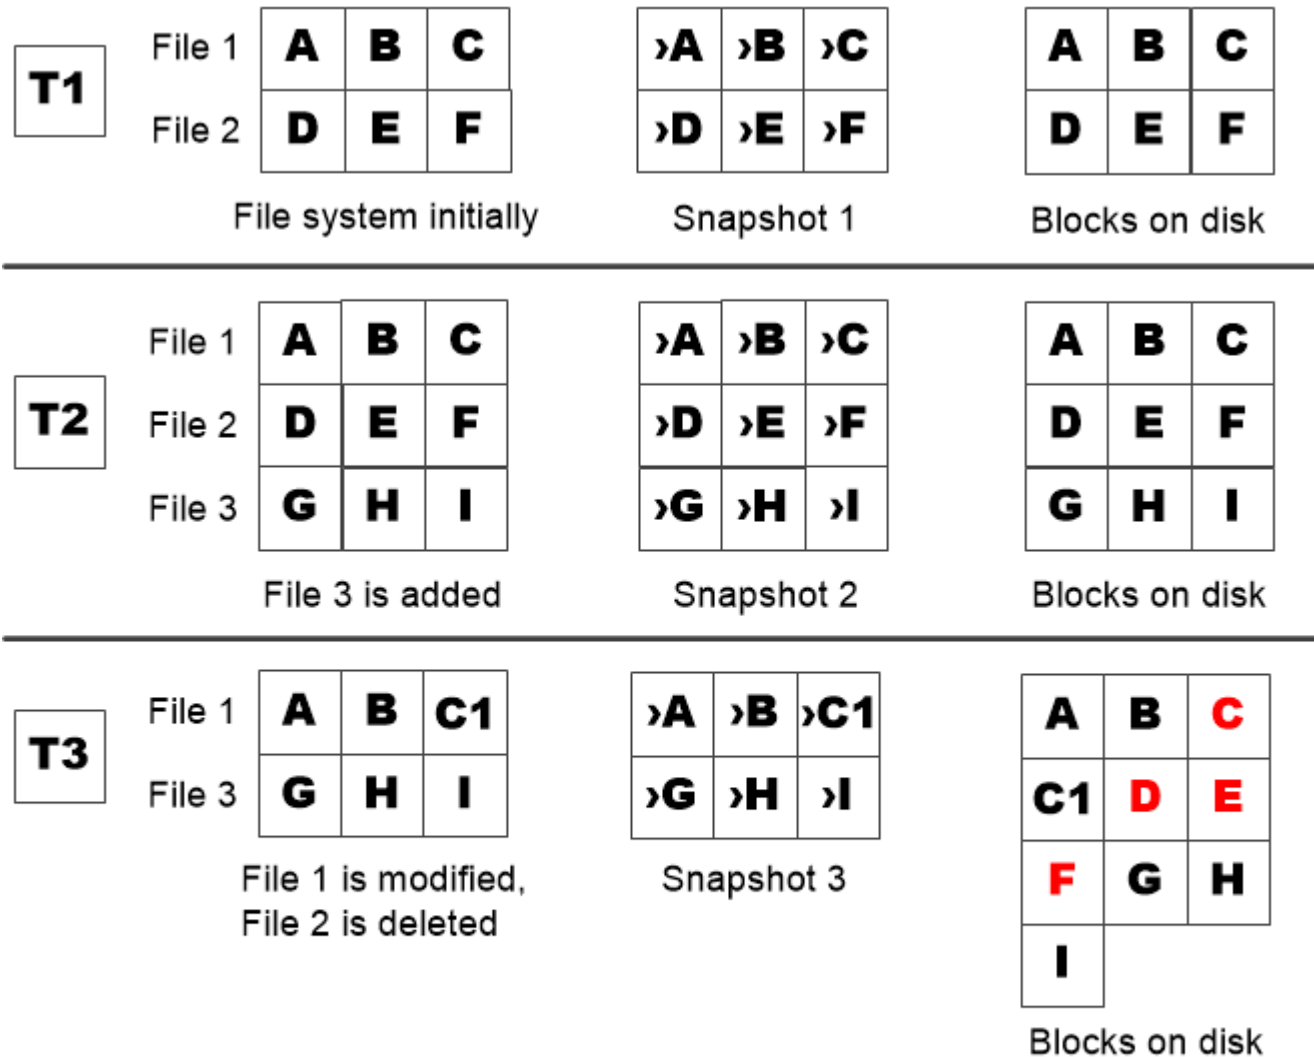 File 1 A B C ›A ›B ›C A B C
T1
File 2 D E F ›D ›E ›F D E F
File system initially Snapshot 1 Blocks on disk
File 1 A B C ›A ›B ›C A B C
T2 File 2 D E F ›D ›E ›F D E F
File 3 G H I ›G ›H ›I G H I
File 3 is added Snapshot 2 Blocks on disk
File 1 A B C1 ›A ›B ›C1 A B C
T3
File 3 G H I ›G ›H ›I C1 D E
File 1 is modified, Snapshot 3 F G H
File 2 is deleted
I
Blocks on disk